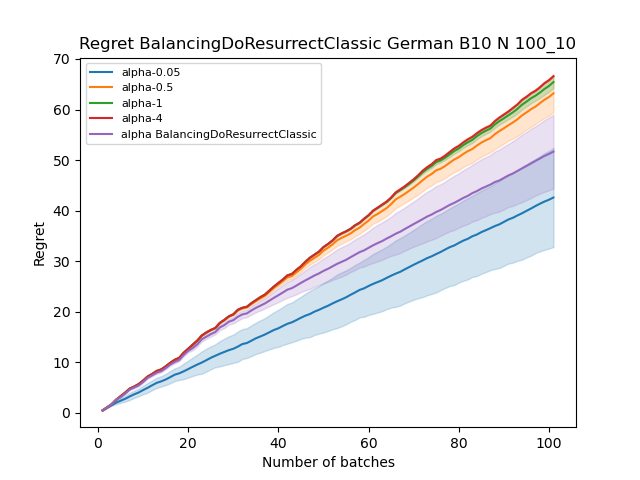 Regret BalancingDoResurrectClassic German B10 N 100_10
alpha-0.05
alpha-0.5
alpha-1
alpha-4
alpha BalancingDoResurrectClassic
Regret
70
60
50
40
30
20
10
0
0 20 40 60 80 100
Number of batches